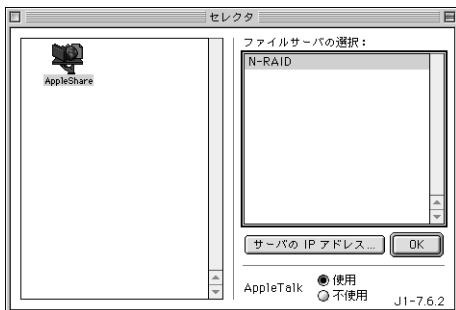 セレクタ
AppleShare
ファイルサーバの選択：
N-RAID
サーバの IP アドレス...
OK
AppleTalk
使用
不使用
J1-7.6.2